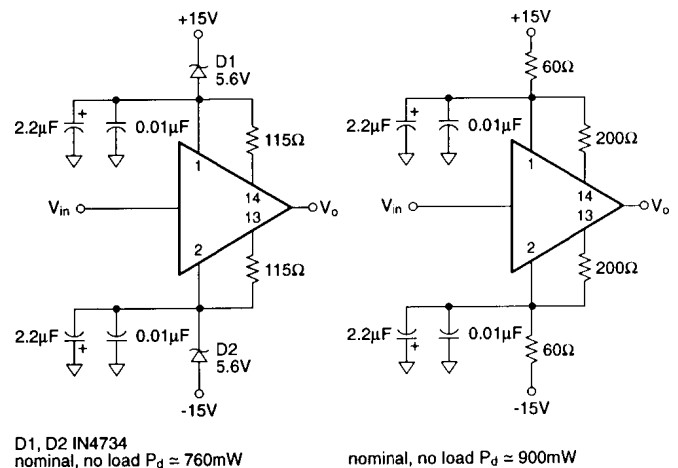 +15V
D1
5.6V
2.2µF
+
0.01µF
115Ω
1
14
Vin
Vo
13
2
115Ω
2.2µF
+
0.01µF
D2
5.6V
-15V
D1, D2 IN4734
nominal, no load Pd ≃ 760mW
+15V
60Ω
2.2µF
+
0.01µF
200Ω
1
14
Vin
Vo
13
2
200Ω
2.2µF
+
0.01µF
60Ω
-15V
nominal, no load Pd ≃ 900mW